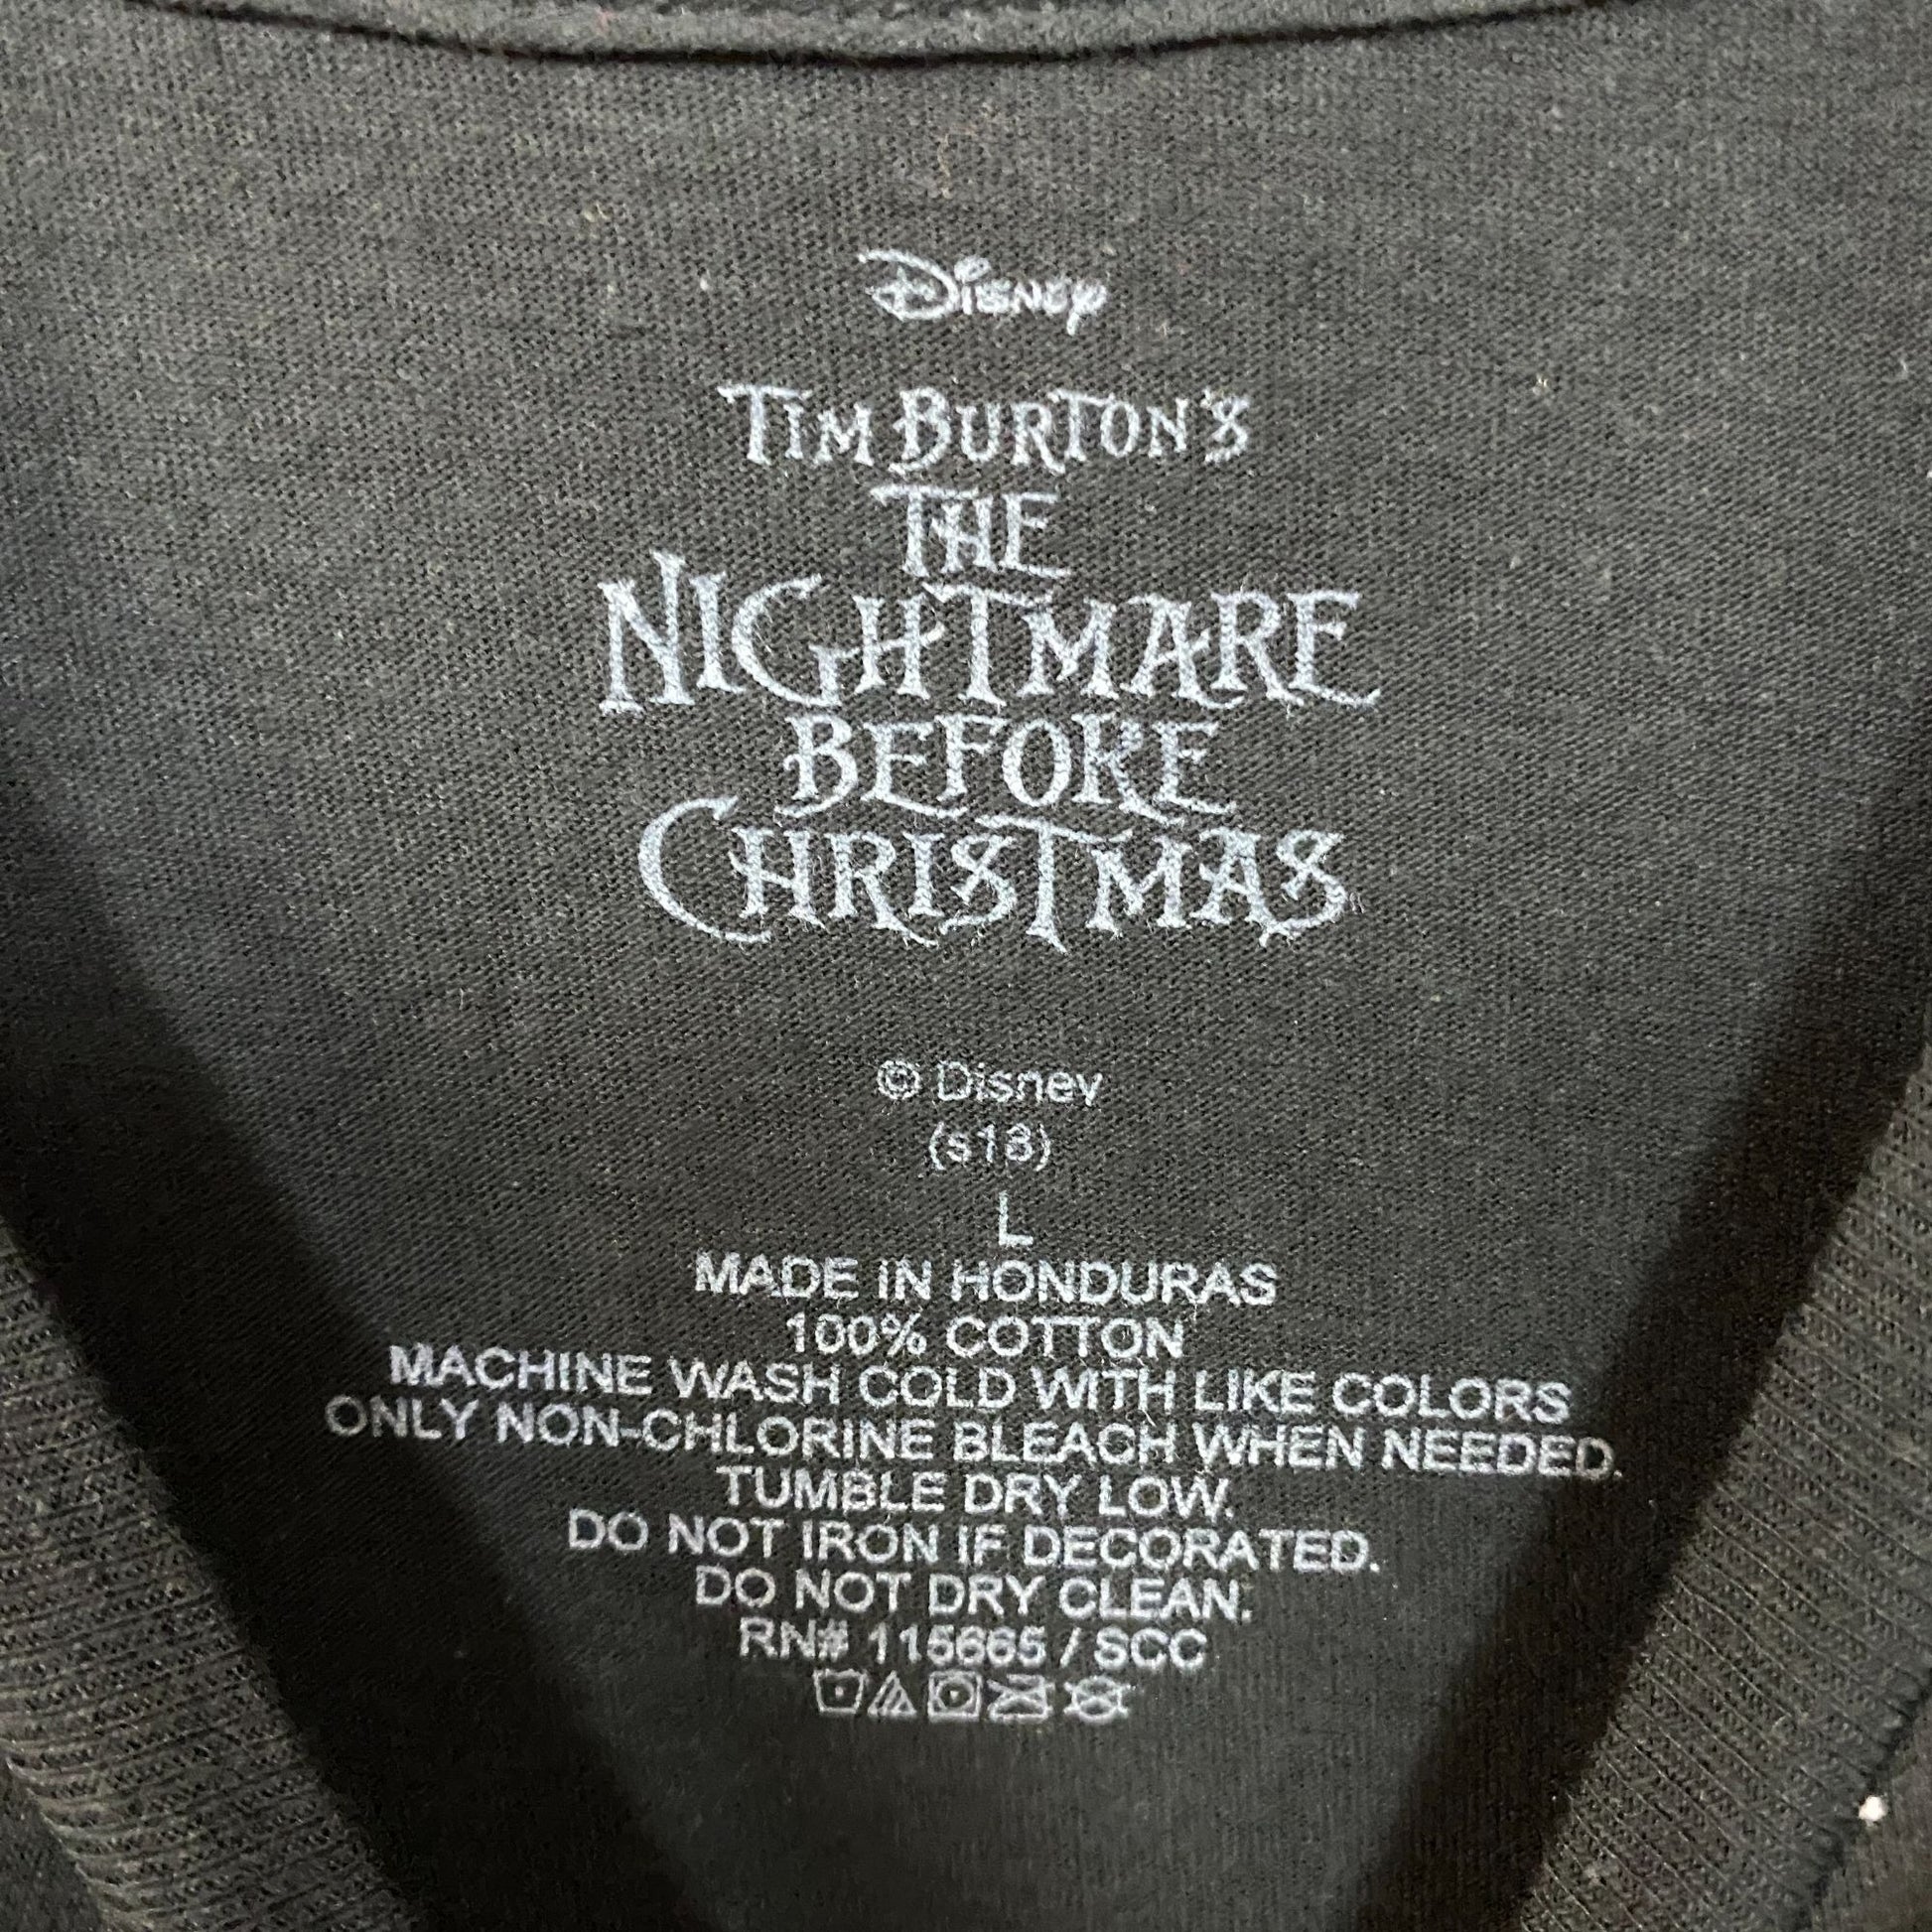 Disney
TIM BURTON'S
THE
NIGHTMARE
BEFORE
CHRISTMAS
© Disney
(s18)
L
MADE IN HONDURAS
100% COTTON
MACHINE WASH COLD WITH LIKE COLORS
ONLY NON-CHLORINE BLEACH WHEN NEEDED.
TUMBLE DRY LOW.
DO NOT IRON IF DECORATED.
DO NOT DRY CLEAN.
RN# 115665 / SCC